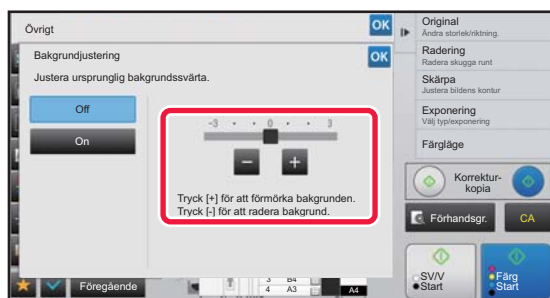 Övrigt
OK
Bakgrundjustering
OK
Justera ursprunglig bakgrundssvärta.
Off
On
-3 0 3
- +
Tryck [+] för att förmörka bakgrunden.
Tryck [-] för att radera bakgrund.
Föregående
3 B4
4 A3
A4
Original
Ändra storlek/riktning.
Radering
Radera skugga runt
Skärpa
Justera bildens kontur
Exponering
Välj typ/exponering
Färgläge
Korrektur-
kopia
Förhandsgr.
CA
SV/V
Start
Färg
Start